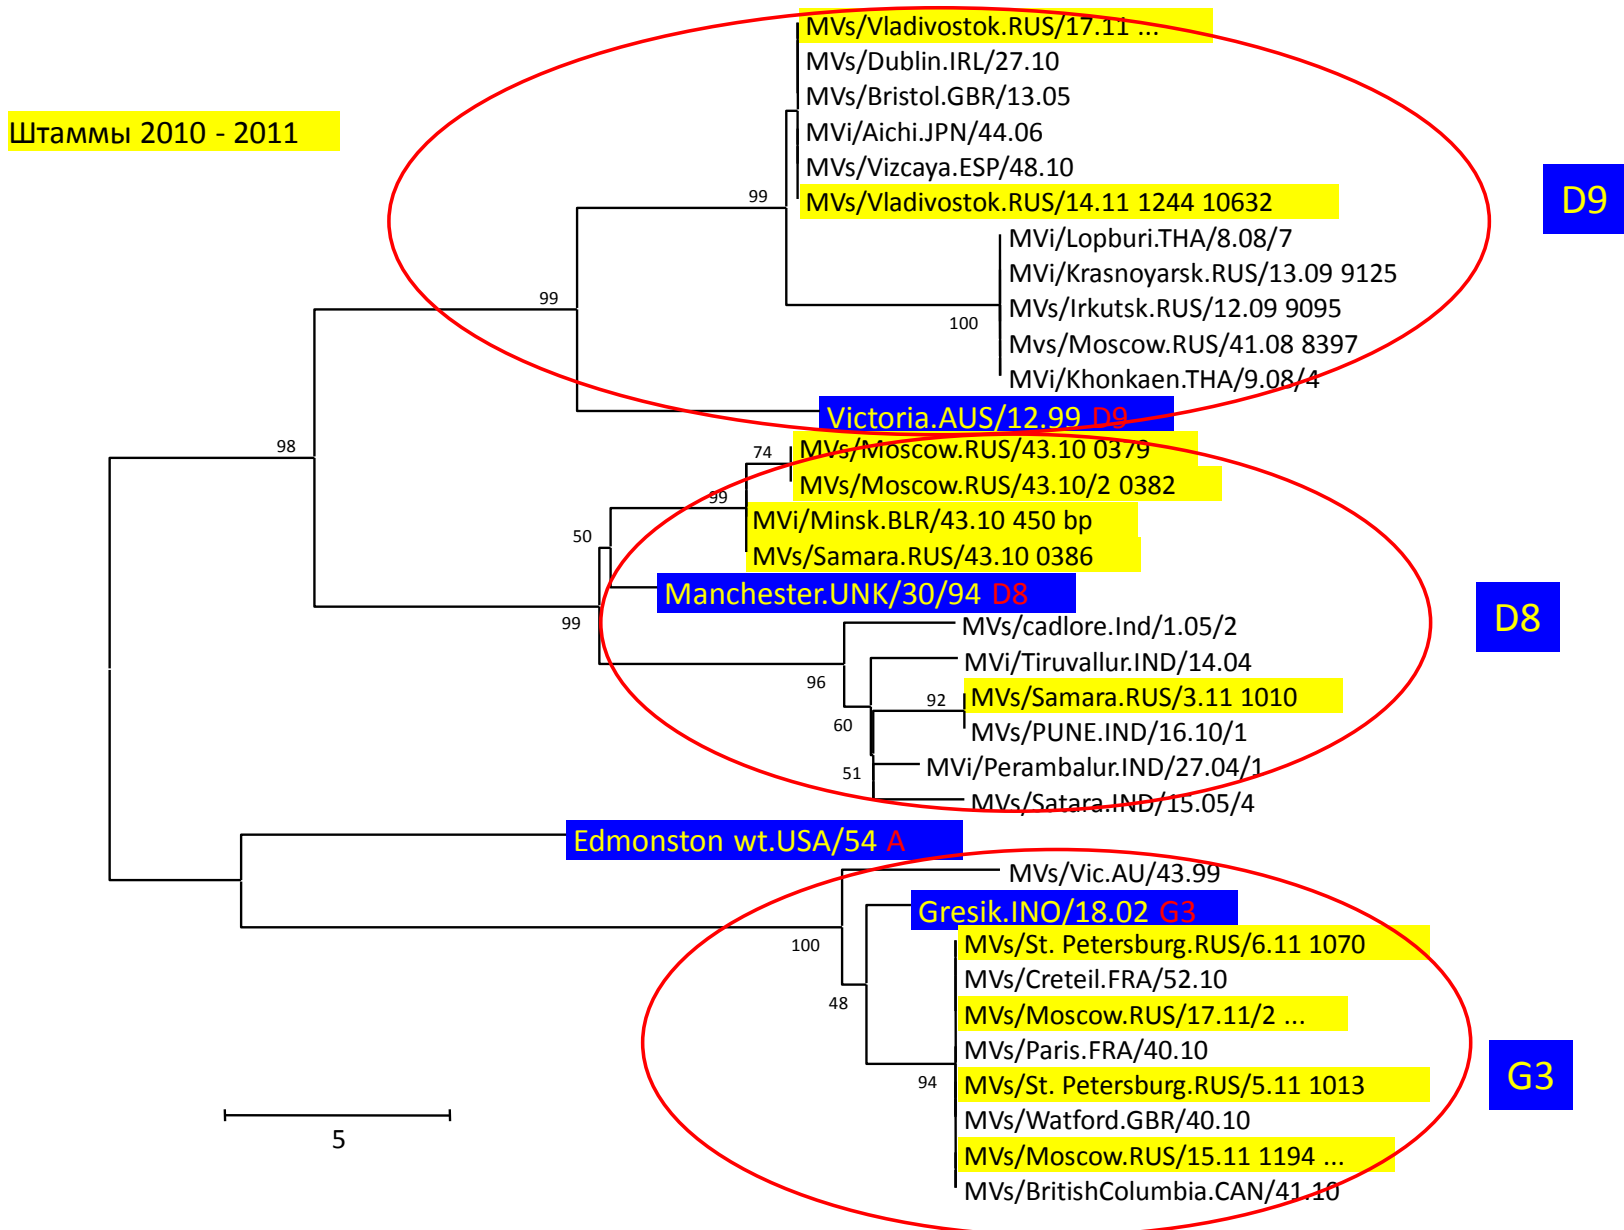 MVs/Vladivostok.RUS/17.11 ...
MVs/Dublin.IRL/27.10
MVs/Bristol.GBR/13.05
Штаммы 2010 - 2011
MVi/Aichi.JPN/44.06
MVs/Vizcaya.ESP/48.10
99
MVs/Vladivostok.RUS/14.11 1244 10632
D9
MVi/Lopburi.THA/8.08/7
MVi/Krasnoyarsk.RUS/13.09 9125
99
MVs/Irkutsk.RUS/12.09 9095
100
Mvs/Moscow.RUS/41.08 8397
MVi/Khonkaen.THA/9.08/4
Victoria.AUS/12.99 D9
98
74
MVs/Moscow.RUS/43.10 0379
MVs/Moscow.RUS/43.10/2 0382
99
MVi/Minsk.BLR/43.10 450 bp
50
MVs/Samara.RUS/43.10 0386
Manchester.UNK/30/94 D8
99
MVs/cadlore.Ind/1.05/2
D8
MVi/Tiruvallur.IND/14.04
96
92
MVs/Samara.RUS/3.11 1010
60
MVs/PUNE.IND/16.10/1
51
MVi/Perambalur.IND/27.04/1
MVs/Satara.IND/15.05/4
Edmonston wt.USA/54 A
MVs/Vic.AU/43.99
Gresik.INO/18.02 G3
100
MVs/St. Petersburg.RUS/6.11 1070
MVs/Creteil.FRA/52.10
48
MVs/Moscow.RUS/17.11/2 ...
MVs/Paris.FRA/40.10
94
MVs/St. Petersburg.RUS/5.11 1013
G3
MVs/Watford.GBR/40.10
5
MVs/Moscow.RUS/15.11 1194 ...
MVs/BritishColumbia.CAN/41.10